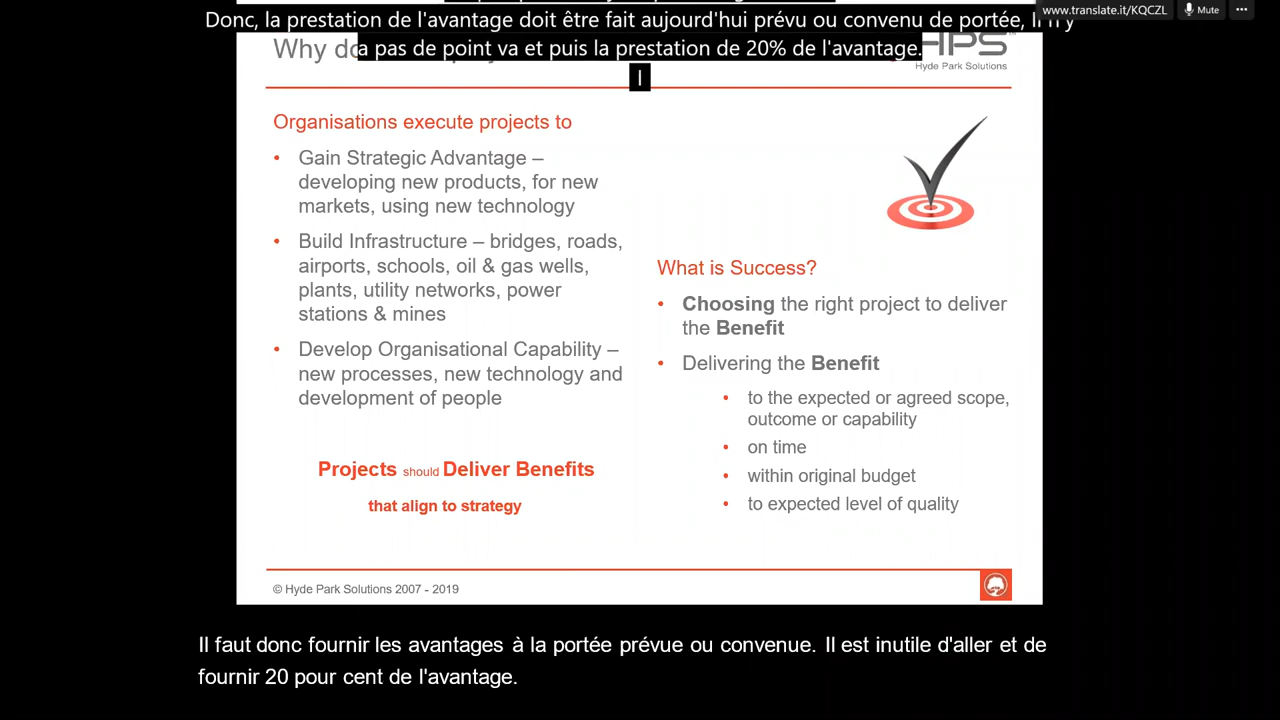 www.translate.it/KQCZL
Mute
Donc, la prestation de l'avantage doit être fait aujourd'hui prévu ou convenu de portée, il n'y
a pas de point va et puis la prestation de 20% de l'avantage.
Why do
HPS
Hyde Park Solutions
Organisations execute projects to
• Gain Strategic Advantage –
developing new products, for new
markets, using new technology
• Build Infrastructure – bridges, roads,
airports, schools, oil & gas wells,
plants, utility networks, power
stations & mines
• Develop Organisational Capability –
new processes, new technology and
development of people
Projects should Deliver Benefits
that align to strategy
What is Success?
• Choosing the right project to deliver
the Benefit
• Delivering the Benefit
• to the expected or agreed scope,
outcome or capability
• on time
• within original budget
• to expected level of quality
© Hyde Park Solutions 2007 - 2019
Il faut donc fournir les avantages à la portée prévue ou convenue. Il est inutile d'aller et de
fournir 20 pour cent de l'avantage.